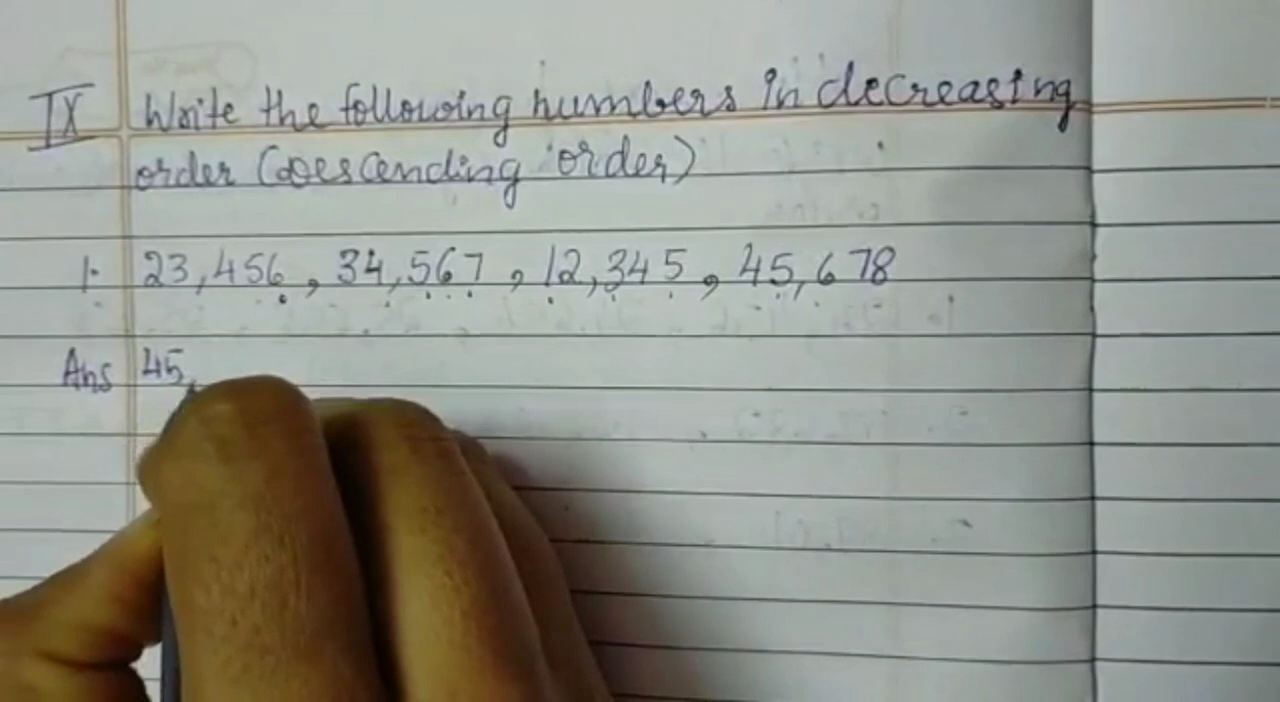 IX Write the following numbers in decreasing
order (Descending order)
1. 23,456, 34,567, 12,345, 45,678
Ans 45,